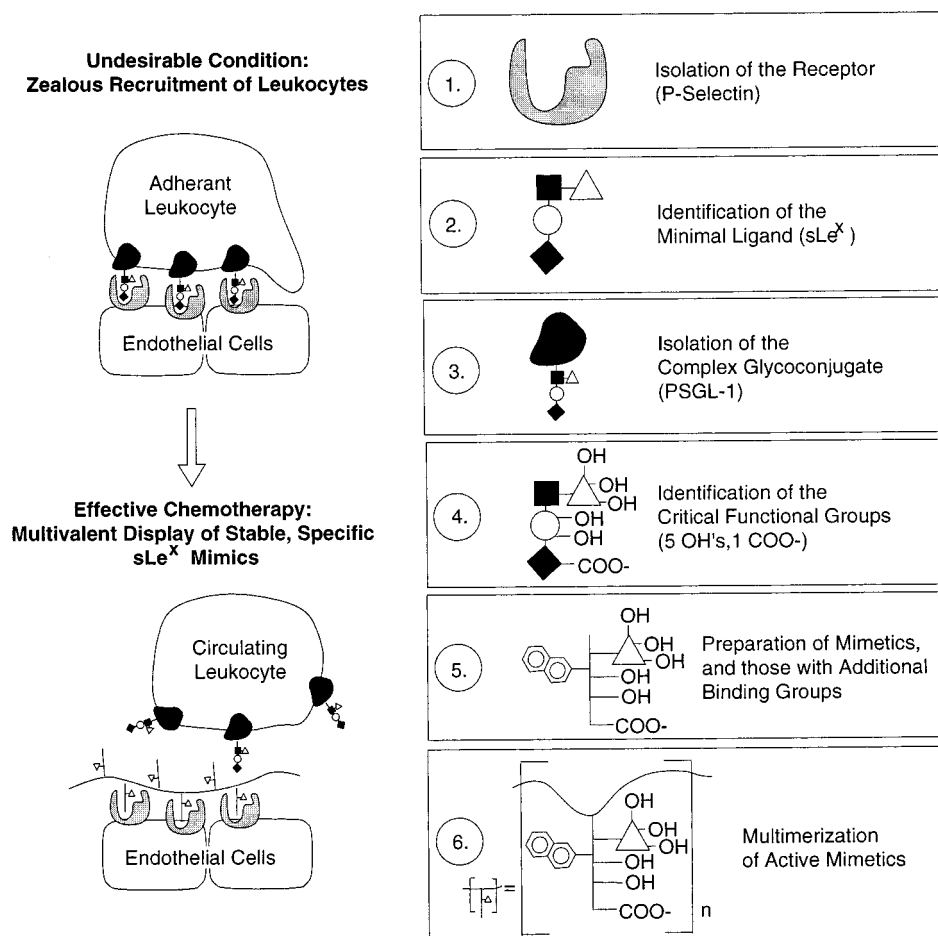 Undesirable Condition:
Zealous Recruitment of Leukocytes
Adherant
Leukocyte
Endothelial Cells
Effective Chemotherapy:
Multivalent Display of Stable, Specific
sLeX Mimics
Circulating
Leukocyte
Endothelial Cells
1.
Isolation of the Receptor
(P-Selectin)
2.
Identification of the
Minimal Ligand (sLeX )
3.
Isolation of the
Complex Glycoconjugate
(PSGL-1)
4.
OH
OH
OH
OH
OH
COO-
Identification of the
Critical Functional Groups
(5 OH's,1 COO-)
5.
OH
OH
OH
OH
OH
COO-
Preparation of Mimetics,
and those with Additional
Binding Groups
6.
=
OH
OH
OH
OH
OH
COO-
n
Multimerization
of Active Mimetics